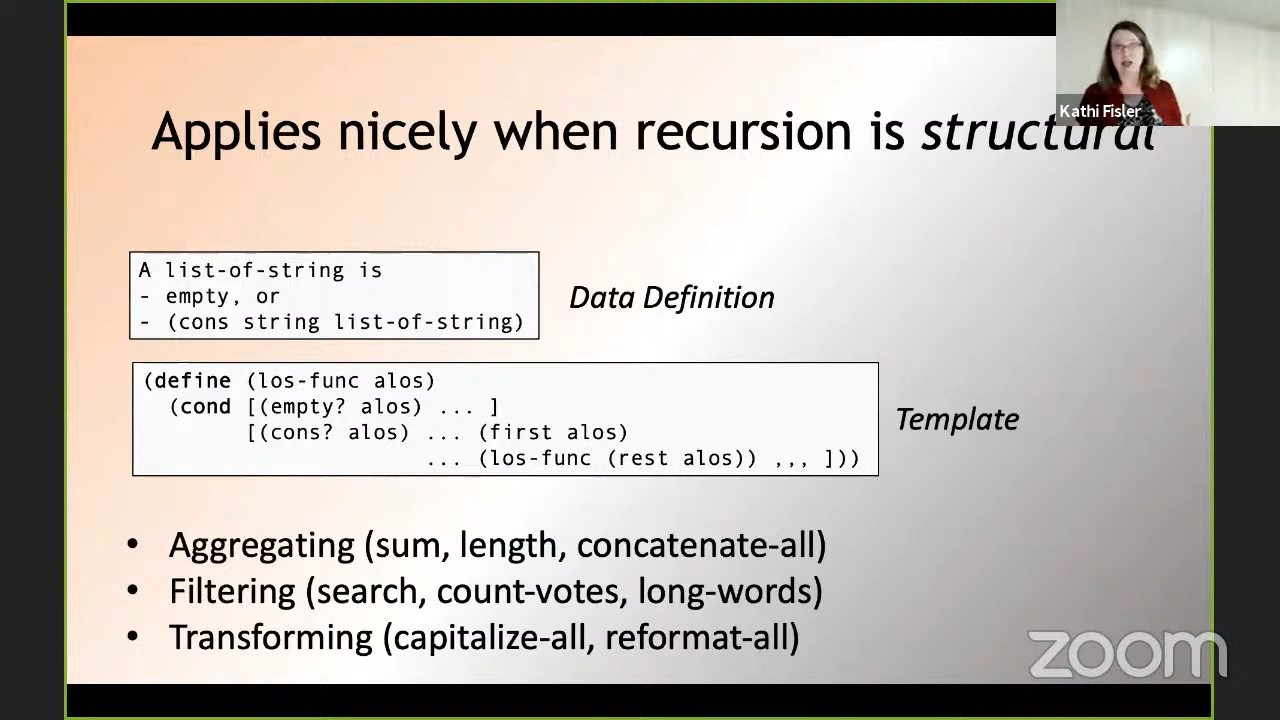 Kathi Fisler
Applies nicely when recursion is structural
A list-of-string is
- empty, or
- (cons string list-of-string)
Data Definition
(define (los-func alos)
(cond [(empty? alos) ... ]
[(cons? alos) ... (first alos)
... (los-func (rest alos)) ,,, ]))
Template
• Aggregating (sum, length, concatenate-all)
• Filtering (search, count-votes, long-words)
• Transforming (capitalize-all, reformat-all)
zoom